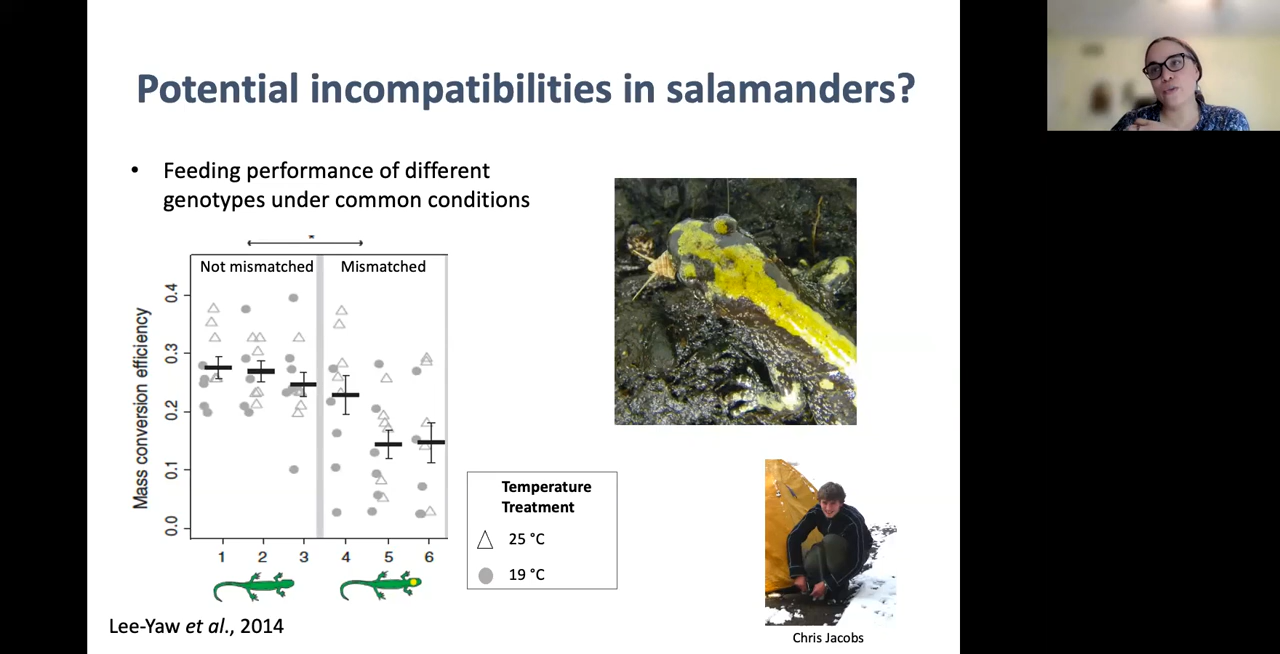 Potential incompatibilities in salamanders?
• Feeding performance of different
genotypes under common conditions
*
Not mismatched
Mismatched
Mass conversion efficiency
0.4
0.3
0.2
0.1
0.0
1 2 3 4 5 6
Temperature
Treatment
25 °C
19 °C
Lee-Yaw et al., 2014
Chris Jacobs